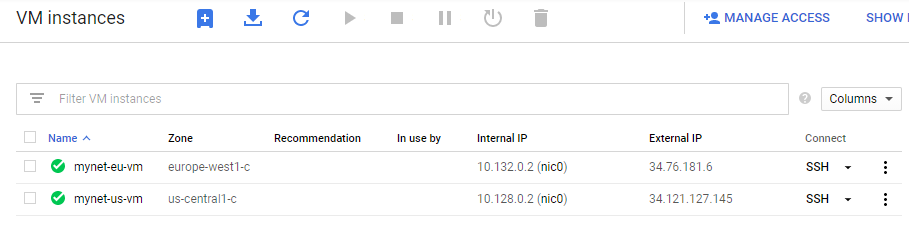 VM instances MANAGE ACCESS SHOW
Filter VM instances Columns
Name Zone Recommendation In use by Internal IP External IP Connect
mynet-eu-vm europe-west1-c 10.132.0.2 (nic0) 34.76.181.6 SSH
mynet-us-vm us-central1-c 10.128.0.2 (nic0) 34.121.127.145 SSH